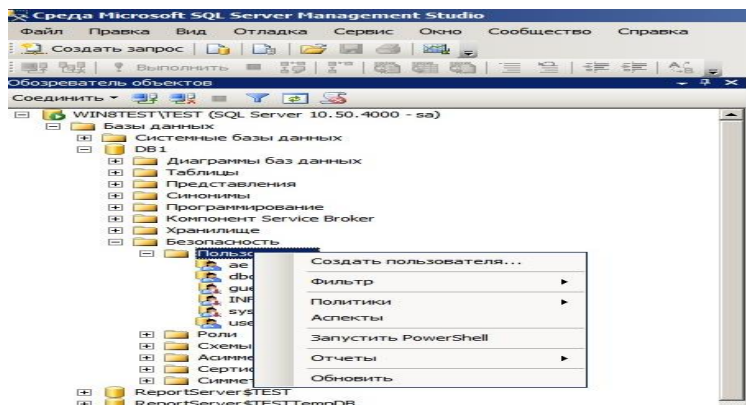 Среда Microsoft SQL Server Management Studio
Файл Правка Вид Отладка Сервис Окно Сообщество Справка
Создать запрос
Выполнить
Обозреватель объектов
Соединить
WIN8TEST\TEST (SQL Server 10.50.4000 - sa)
Базы данных
Системные базы данных
DB1
Диаграммы баз данных
Таблицы
Представления
Синонимы
Программирование
Компонент Service Broker
Хранилище
Безопасность
Пользо
ae
dbo
gue
INF
sys
use
Роли
Схемы
Асимме
Сертис
Симмет
ReportServer$TEST
ReportServer$TESTTempDB
Создать пользователя...
Фильтр
Политики
Аспекты
Запустить PowerShell
Отчеты
Обновить